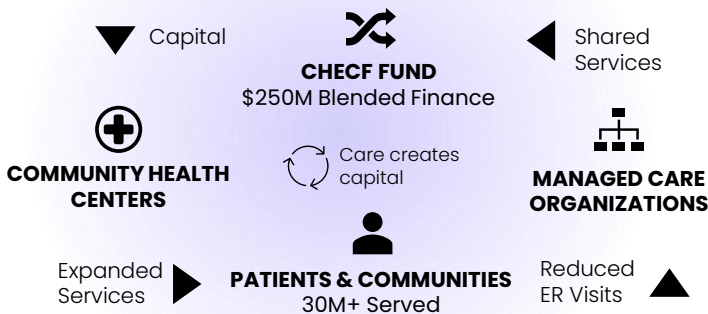 Capital
CHECF FUND
$250M Blended Finance
Shared
Services
COMMUNITY HEALTH
CENTERS
Care creates
capital
MANAGED CARE
ORGANIZATIONS
Expanded
Services
PATIENTS & COMMUNITIES
30M+ Served
Reduced
ER Visits